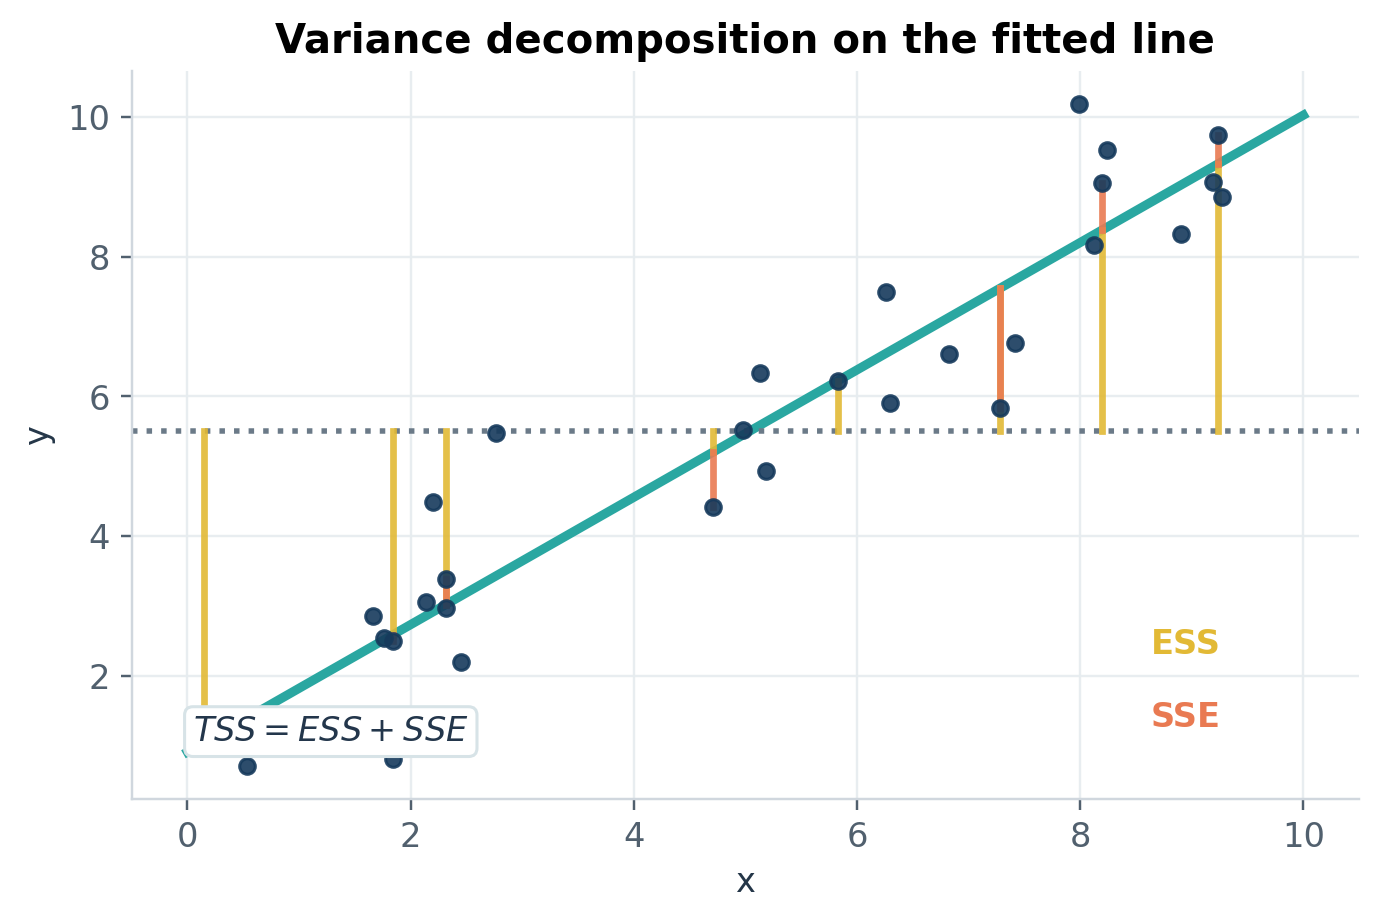 Variance decomposition on the fitted line
10
8
6
4
2
y
ESS
SSE
TSS = ESS + SSE
0 2 4 6 8 10
x